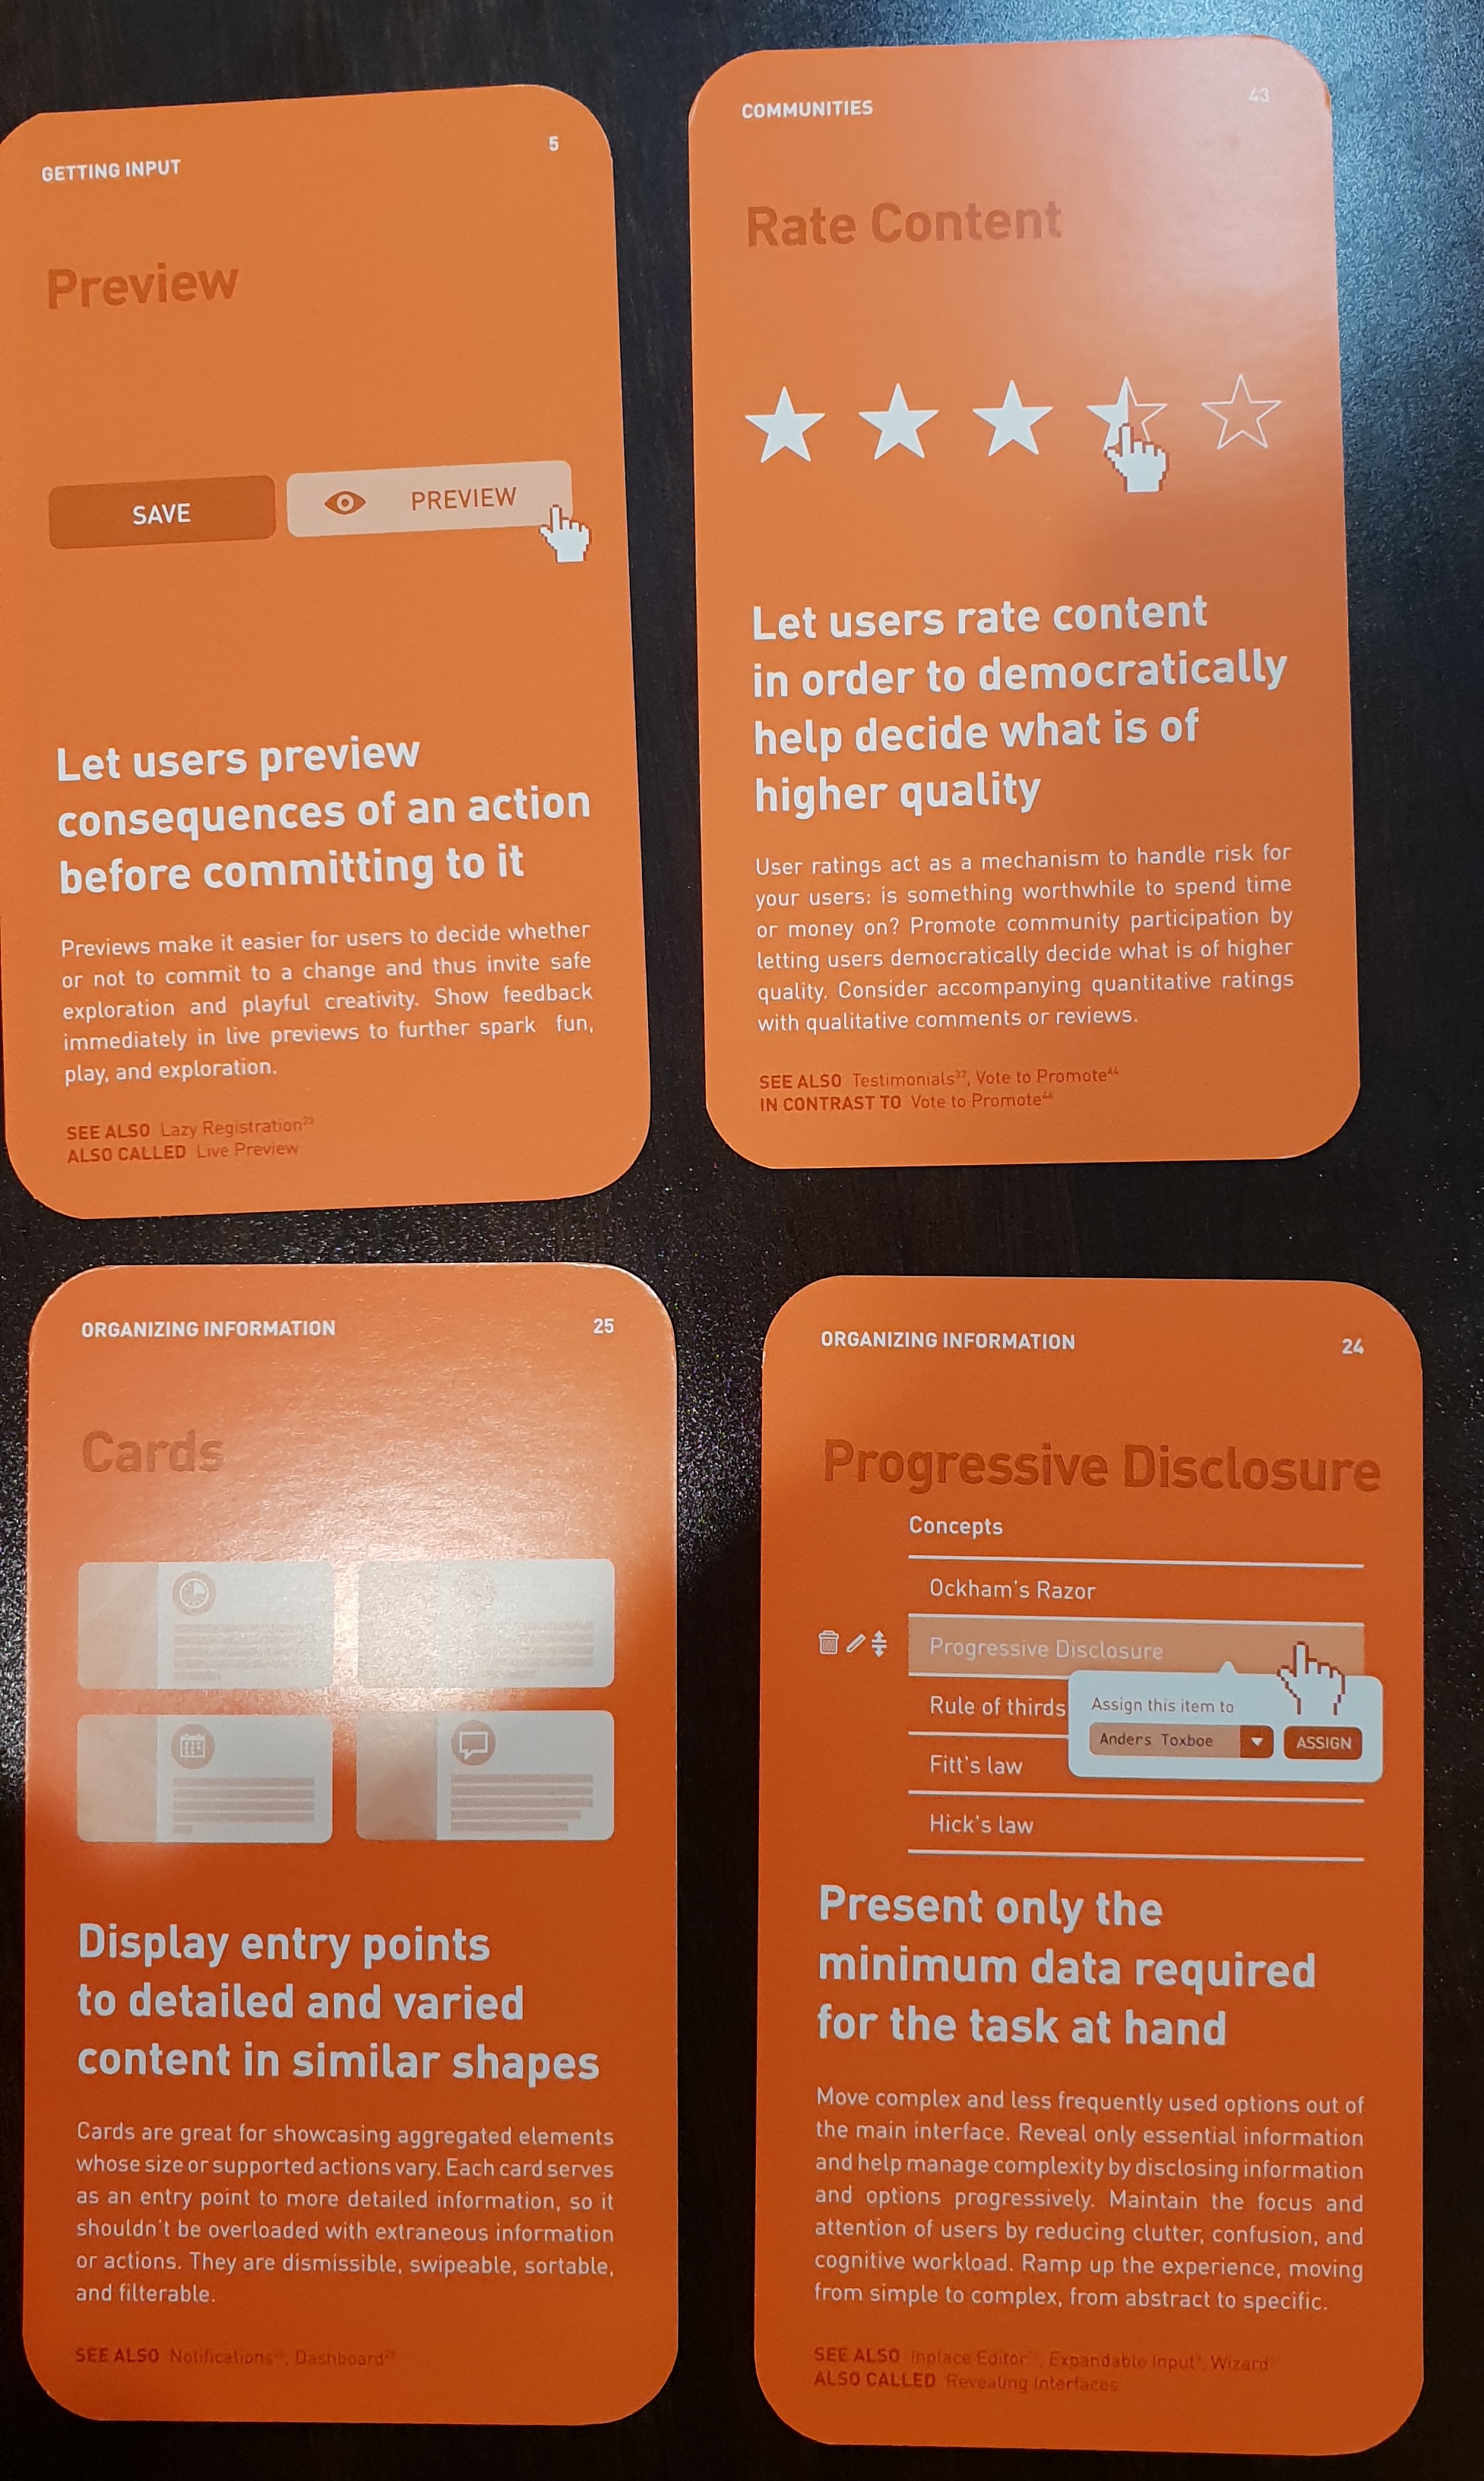 GETTING INPUT
5
Preview
SAVE
PREVIEW
Let users preview
consequences of an action
before committing to it
Previews make it easier for users to decide whether
or not to commit to a change and thus invite safe
exploration and playful creativity. Show feedback
immediately in live previews to further spark fun,
play, and exploration.
SEE ALSO Lazy Registration²³
ALSO CALLED Live Preview
COMMUNITIES
43
Rate Content
Let users rate content
in order to democratically
help decide what is of
higher quality
User ratings act as a mechanism to handle risk for
your users: is something worthwhile to spend time
or money on? Promote community participation by
letting users democratically decide what is of higher
quality. Consider accompanying quantitative ratings
with qualitative comments or reviews.
SEE ALSO Testimonials³⁷, Vote to Promote⁴⁴
IN CONTRAST TO Vote to Promote⁴⁴
ORGANIZING INFORMATION
25
Cards
Display entry points
to detailed and varied
content in similar shapes
Cards are great for showcasing aggregated elements
whose size or supported actions vary. Each card serves
as an entry point to more detailed information, so it
shouldn't be overloaded with extraneous information
or actions. They are dismissible, swipeable, sortable,
and filterable.
SEE ALSO Notifications, Dashboard
ORGANIZING INFORMATION
24
Progressive Disclosure
Concepts
Ockham's Razor
Progressive Disclosure
Rule of thirds
Assign this item to
Anders Toxboe
ASSIGN
Fitt's law
Hick's law
Present only the
minimum data required
for the task at hand
Move complex and less frequently used options out of
the main interface. Reveal only essential information
and help manage complexity by disclosing information
and options progressively. Maintain the focus and
attention of users by reducing clutter, confusion, and
cognitive workload. Ramp up the experience, moving
from simple to complex, from abstract to specific.
SEE ALSO Inplace Editor, Expandable Input, Wizard
ALSO CALLED Revealing Interfaces